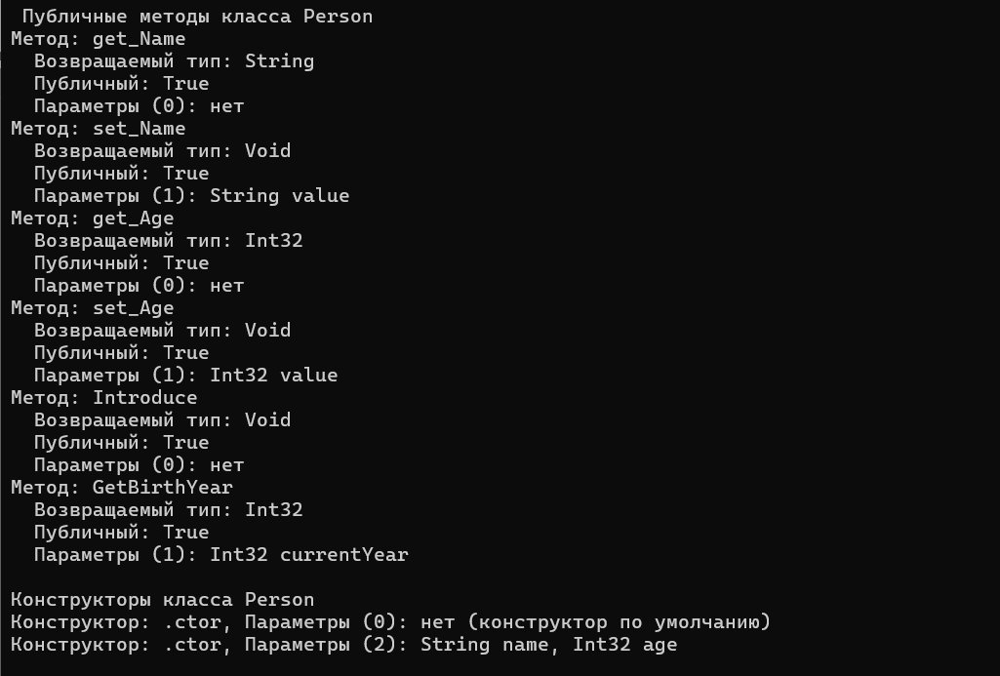 Публичные методы класса Person
Метод: get_Name
Возвращаемый тип: String
Публичный: True
Параметры (0): нет
Метод: set_Name
Возвращаемый тип: Void
Публичный: True
Параметры (1): String value
Метод: get_Age
Возвращаемый тип: Int32
Публичный: True
Параметры (0): нет
Метод: set_Age
Возвращаемый тип: Void
Публичный: True
Параметры (1): Int32 value
Метод: Introduce
Возвращаемый тип: Void
Публичный: True
Параметры (0): нет
Метод: GetBirthYear
Возвращаемый тип: Int32
Публичный: True
Параметры (1): Int32 currentYear
Конструкторы класса Person
Конструктор: .ctor, Параметры (0): нет (конструктор по умолчанию)
Конструктор: .ctor, Параметры (2): String name, Int32 age